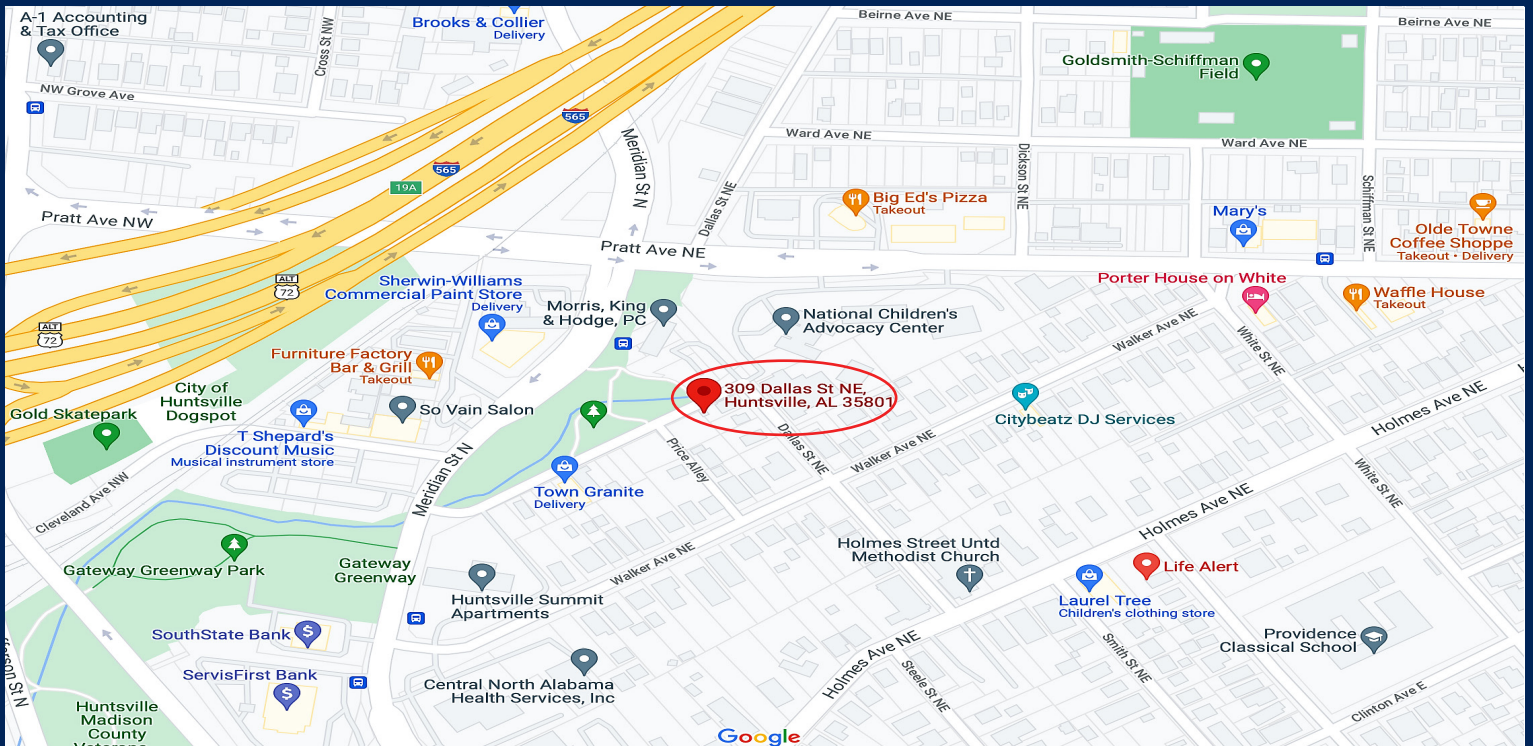 A-1 Accounting
& Tax Office
Cross St NW
Brooks & Collier
Delivery
Beirne Ave NE
Beirne Ave NE
Goldsmith-Schiffman
Field
NW Grove Ave
565
Meridian St N
Ward Ave NE
Ward Ave NE
565
19A
Dallas St NE
Dickson St NE
Schiffman St NE
Big Ed's Pizza
Takeout
Mary's
Olde Towne
Coffee Shoppe
Takeout • Delivery
Pratt Ave NW
Pratt Ave NE
ALT
72
Sherwin-Williams
Commercial Paint Store
Delivery
Morris, King
& Hodge, PC
National Children's
Advocacy Center
Porter House on White
Waffle House
Takeout
ALT
72
Walker Ave NE
White St NE
Furniture Factory
Bar & Grill
Takeout
City of
Huntsville
Dogspot
309 Dallas St NE,
Huntsville, AL 35801
Gold Skatepark
So Vain Salon
Citybeatz DJ Services
Holmes Ave NE
T Shepard's
Discount Music
Musical instrument store
Price Alley
Dallas St NE
Walker Ave NE
Meridian St N
Town Granite
Delivery
White St NE
Cleveland Ave NW
Holmes Ave NE
Holmes Street Untd
Methodist Church
Gateway Greenway Park
Gateway
Greenway
Walker Ave NE
Life Alert
Huntsville Summit
Apartments
Laurel Tree
Children's clothing store
SouthState Bank
Providence
Classical School
Holmes Ave NE
Smith St NE
Steele St NE
ServisFirst Bank
Central North Alabama
Health Services, Inc
Clinton Ave E
fferson St N
Huntsville
Madison
County
Google